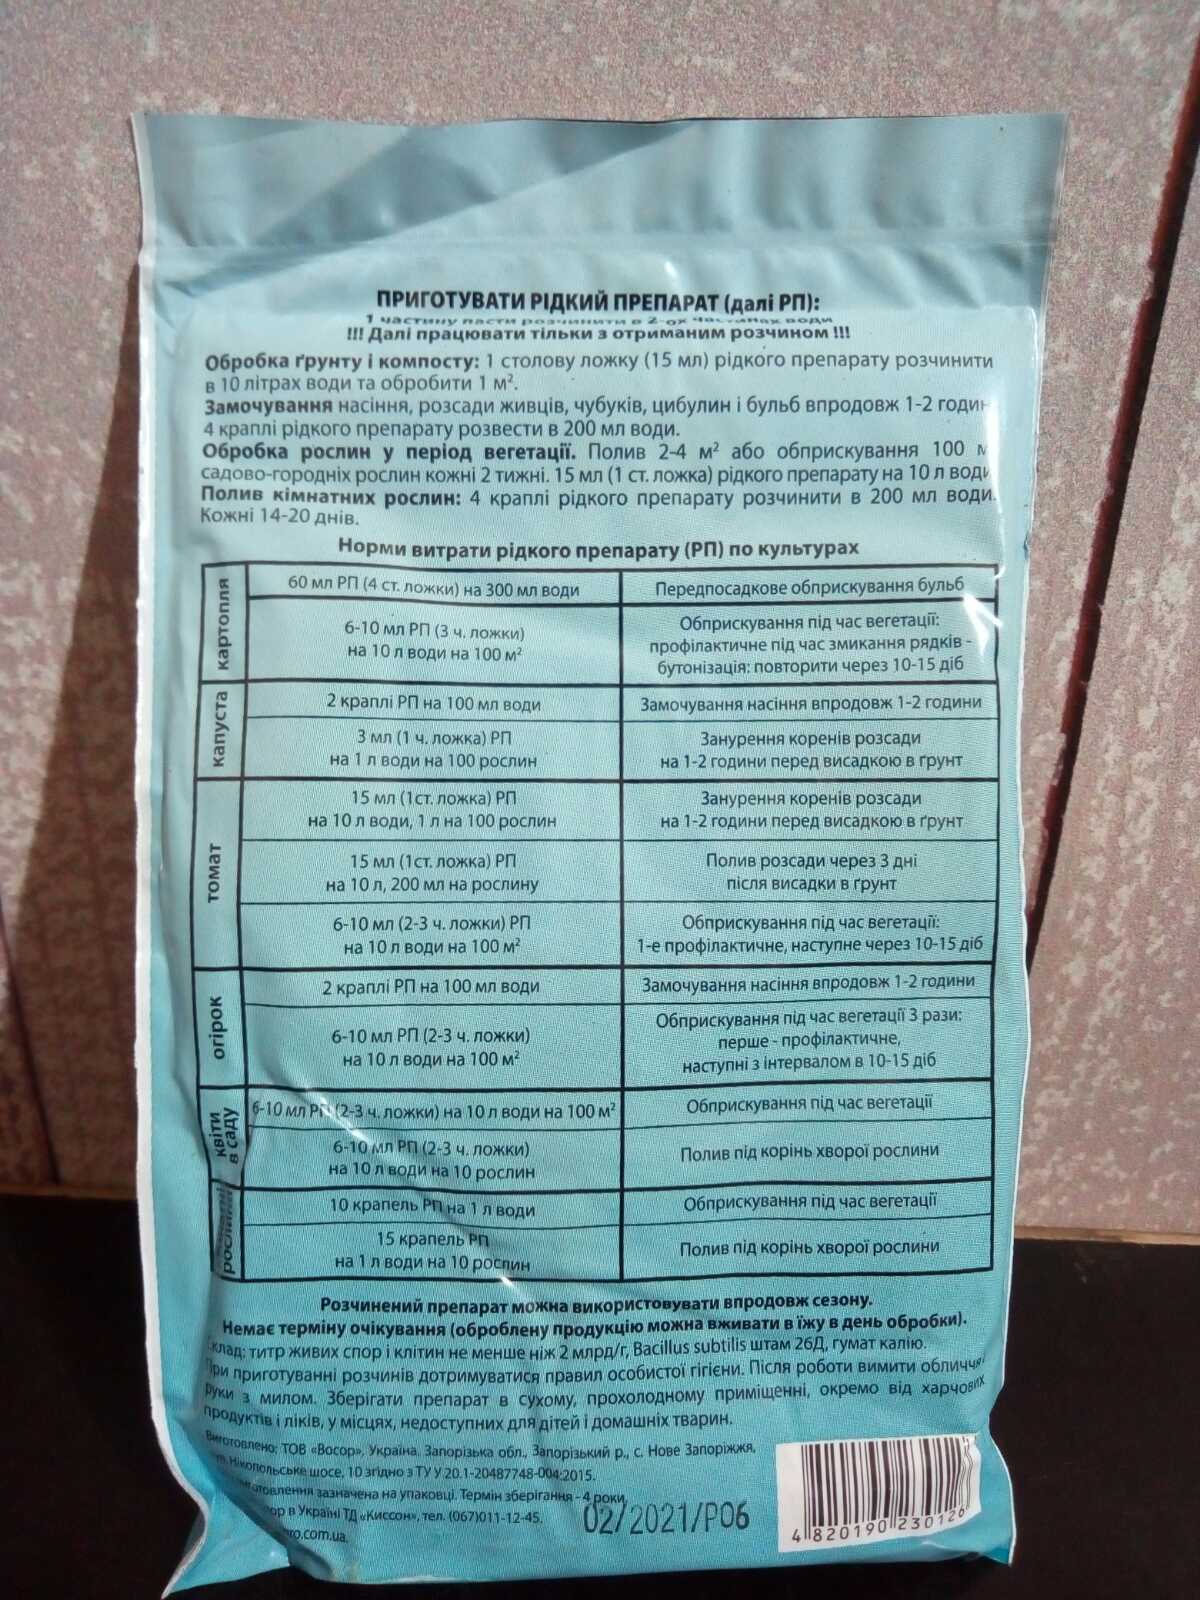 ПРИГОТУВАТИ РІДКИЙ ПРЕПАРАТ (далі РП):
1 частину пасти розчинити в 2-ох частинах води
!!! Далі працювати тільки з отриманим розчином !!!
Обробка ґрунту і компосту: 1 столову ложку (15 мл) рідкого препарату розчинити
в 10 літрах води та обробити 1 м².
Замочування насіння, розсади живців, чубуків, цибулин і бульб впродовж 1-2 годин
4 краплі рідкого препарату розвести в 200 мл води.
Обробка рослин у період вегетації. Полив 2-4 м² або обприскування 100 м
садово-городніх рослин кожні 2 тижні. 15 мл (1 ст. ложка) рідкого препарату на 10 л води
Полив кімнатних рослин: 4 краплі рідкого препарату розчинити в 200 мл води.
Кожні 14-20 днів.
Норми витрати рідкого препарату (РП) по культурах
картопля
60 мл РП (4 ст. ложки) на 300 мл води
Передпосадкове обприскування бульб
6-10 мл РП (3 ч. ложки)
на 10 л води на 100 м²
Обприскування під час вегетації:
профілактичне під час змикання рядків -
бутонізація: повторити через 10-15 діб
капуста
2 краплі РП на 100 мл води
Замочування насіння впродовж 1-2 години
3 мл (1 ч. ложка) РП
на 1 л води на 100 рослин
Занурення коренів розсади
на 1-2 години перед висадкою в ґрунт
томат
15 мл (1ст. ложка) РП
на 10 л води, 1 л на 100 рослин
Занурення коренів розсади
на 1-2 години перед висадкою в ґрунт
15 мл (1ст. ложка) РП
на 10 л, 200 мл на рослину
Полив розсади через 3 дні
після висадки в ґрунт
6-10 мл (2-3 ч. ложки) РП
на 10 л води на 100 м²
Обприскування під час вегетації:
1-е профілактичне, наступне через 10-15 діб
огірок
2 краплі РП на 100 мл води
Замочування насіння впродовж 1-2 години
6-10 мл РП (2-3 ч. ложки)
на 10 л води на 100 м²
Обприскування під час вегетації 3 рази:
перше - профілактичне,
наступні з інтервалом в 10-15 діб
квіти
в саду
6-10 мл РП (2-3 ч. ложки) на 10 л води на 100 м²
Обприскування під час вегетації
6-10 мл РП (2-3 ч. ложки)
на 10 л води на 10 рослин
Полив під корінь хворої рослини
рослини
10 крапель РП на 1 л води
Обприскування під час вегетації
15 крапель РП
на 1 л води на 10 рослин
Полив під корінь хворої рослини
Розчинений препарат можна використовувати впродовж сезону.
Немає терміну очікування (оброблену продукцію можна вживати в їжу в день обробки).
клад: титр живих спор і клітин не менше ніж 2 млрд/г, Bacillus subtilis штам 26Д, гумат калію.
При приготуванні розчинів дотримуватися правил особистої гігієни. Після роботи вимити обличчя
руки з милом. Зберігати препарат в сухому, прохолодному приміщенні, окремо від харчових
продуктів і ліків, у місцях, недоступних для дітей і домашніх тварин.
Виготовлено: ТОВ «Восор», Україна, Запорізька обл., Запорізький р., с. Нове Запоріжжя,
Нікопольське шосе, 10 згідно з ТУ У 20.1-20487748-004:2015.
готовлення зазначена на упаковці. Термін зберігання - 4 роки.
ор в Україні ТД «Киссон», тел. (067)011-12-45.
ro.com.ua.
02/2021/Р06
4 820190 230126